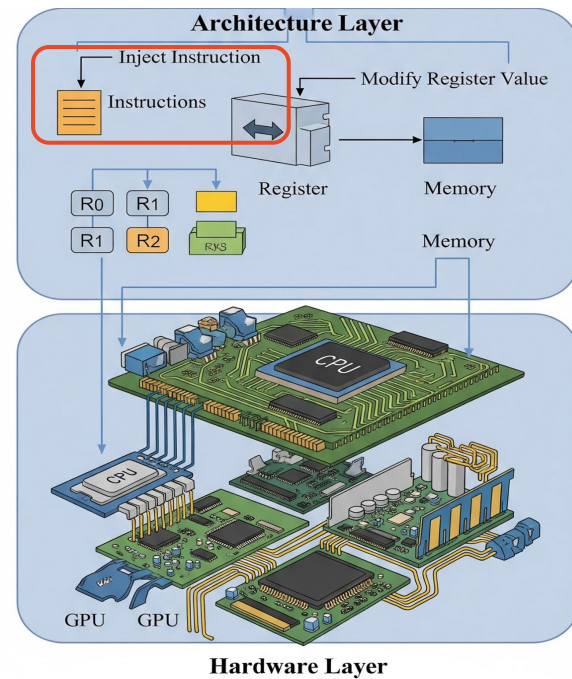 Architecture Layer
Inject Instruction
Modify Register Value
Instructions
Register
Memory
R0
R1
R1
R2
RXS
Memory
CPU
CPU
GPU
GPU
Hardware Layer